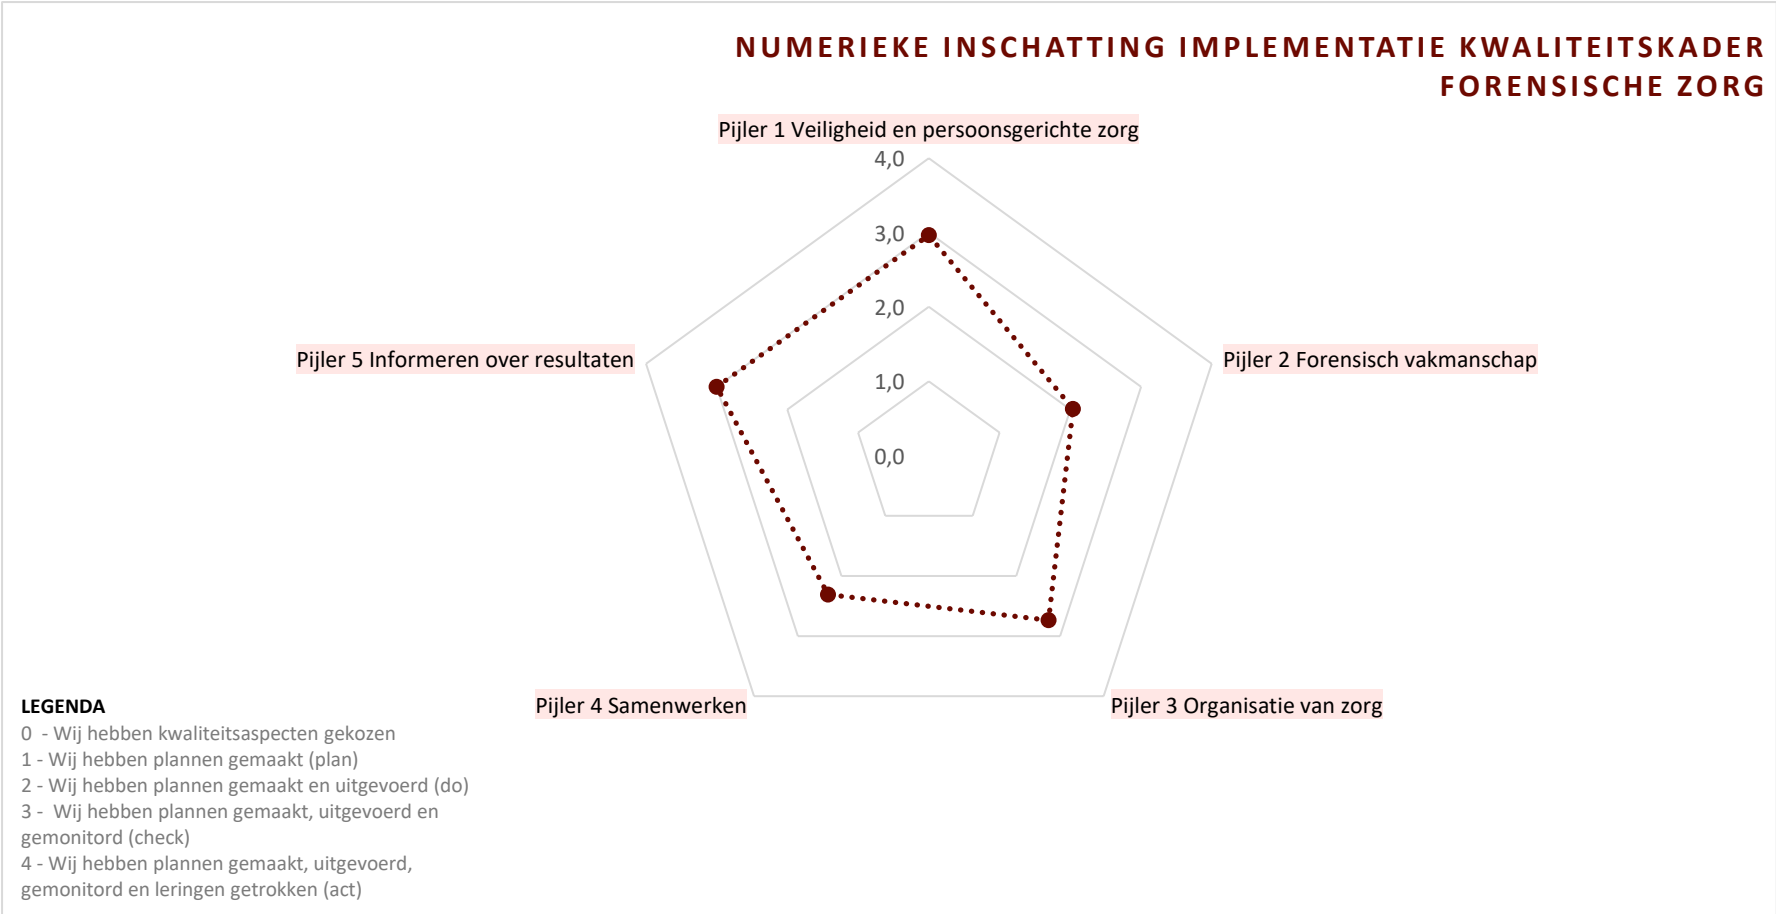 NUMERIEKE INSCHATTING IMPLEMENTATIE KWALITEITSKADER
FORENSISCHE ZORG
Pijler 1 Veiligheid en persoonsgerichte zorg
4,0
3,0
2,0
1,0
0,0
Pijler 5 Informeren over resultaten
Pijler 2 Forensisch vakmanschap
Pijler 4 Samenwerken
Pijler 3 Organisatie van zorg
LEGENDA
0 - Wij hebben kwaliteitsaspecten gekozen
1 - Wij hebben plannen gemaakt (plan)
2 - Wij hebben plannen gemaakt en uitgevoerd (do)
3 - Wij hebben plannen gemaakt, uitgevoerd en
gemonitord (check)
4 - Wij hebben plannen gemaakt, uitgevoerd,
gemonitord en leringen getrokken (act)